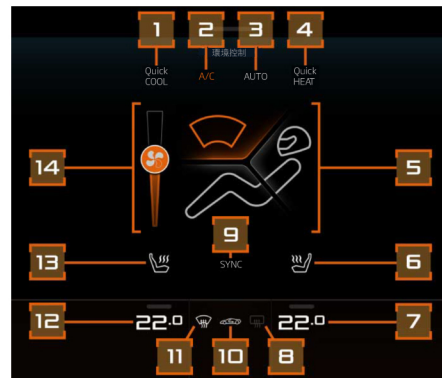 1 2 3 4
環境控制
Quick COOL A/C AUTO Quick HEAT
14 5
9
13 SYNC 6
12 22.0 22.0 7
11 10 8